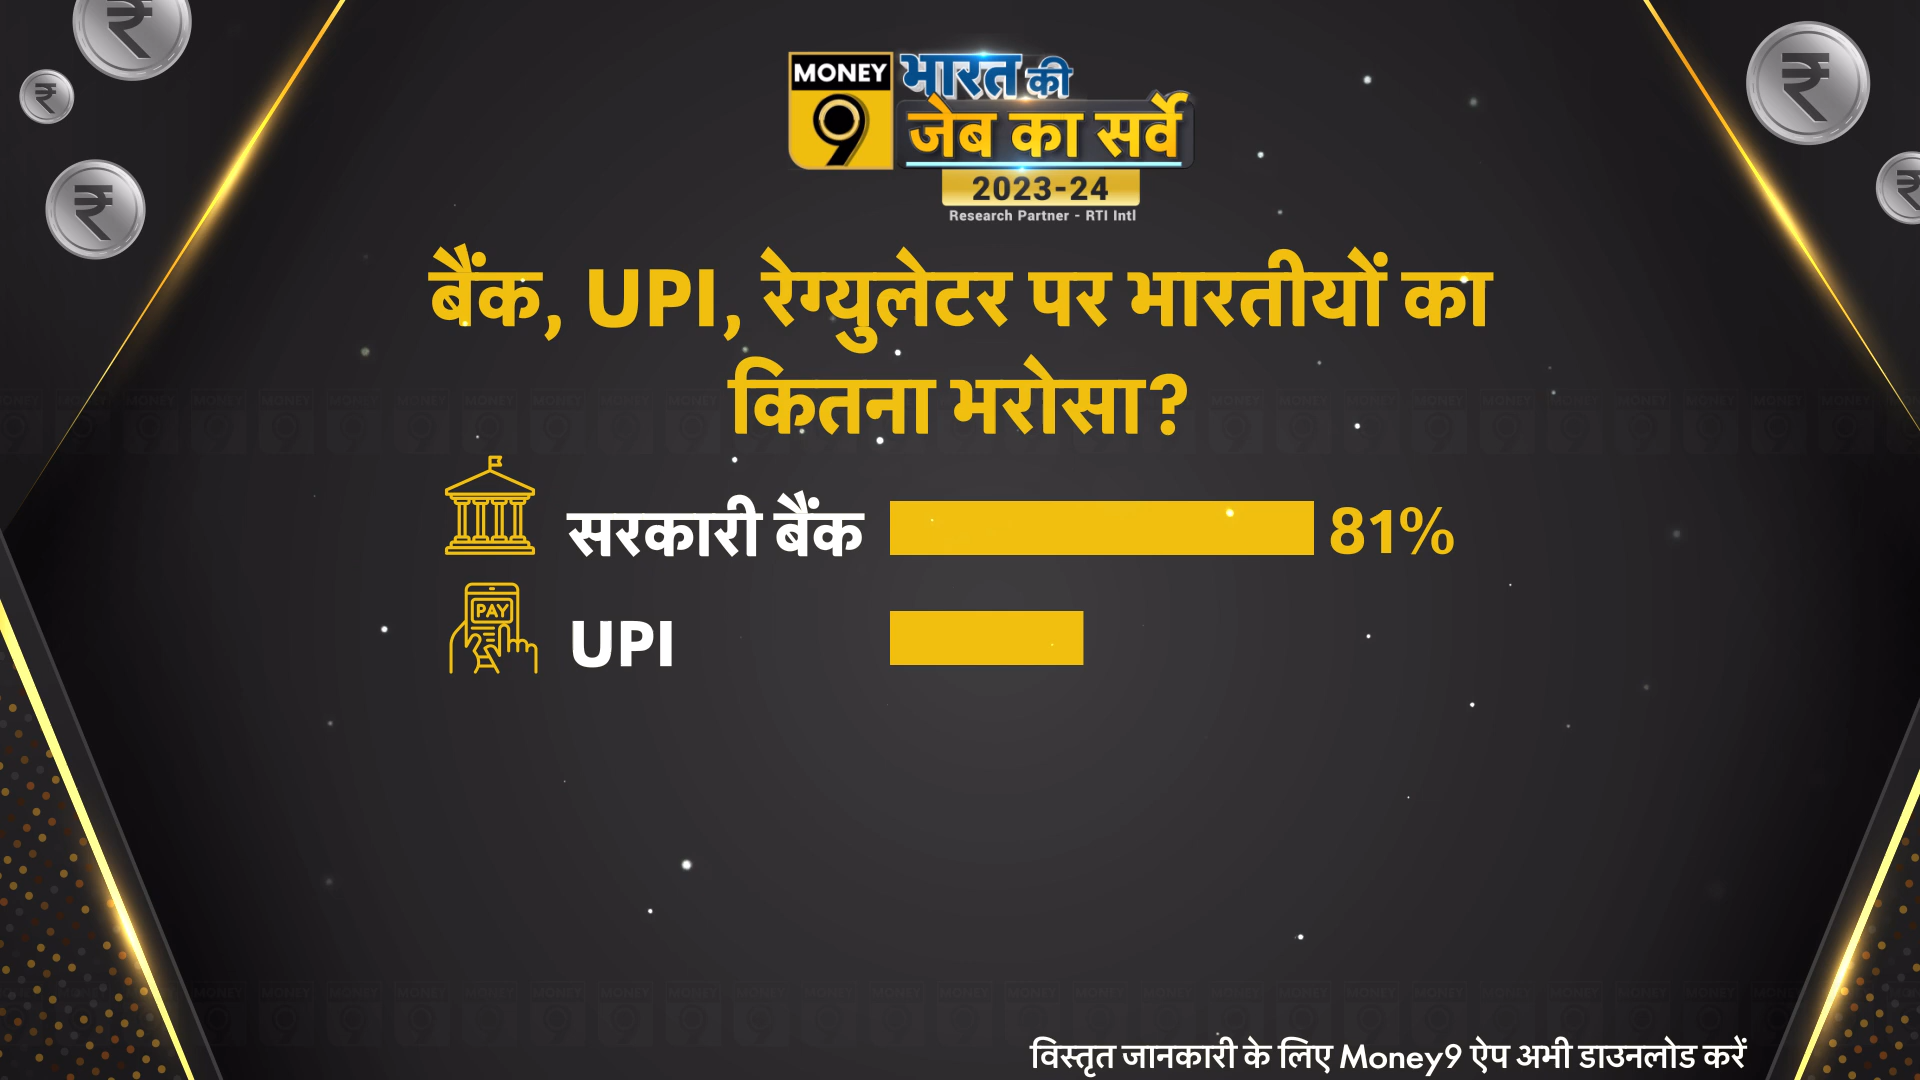 MONEY
9
भारत की
जेब का सर्वे
2023-24
Research Partner - RTI Intl
बैंक, UPI, रेग्युलेटर पर भारतीयों का
कितना भरोसा?
सरकारी बैंक 81%
PAY
UPI
विस्तृत जानकारी के लिए Money9 ऐप अभी डाउनलोड करें